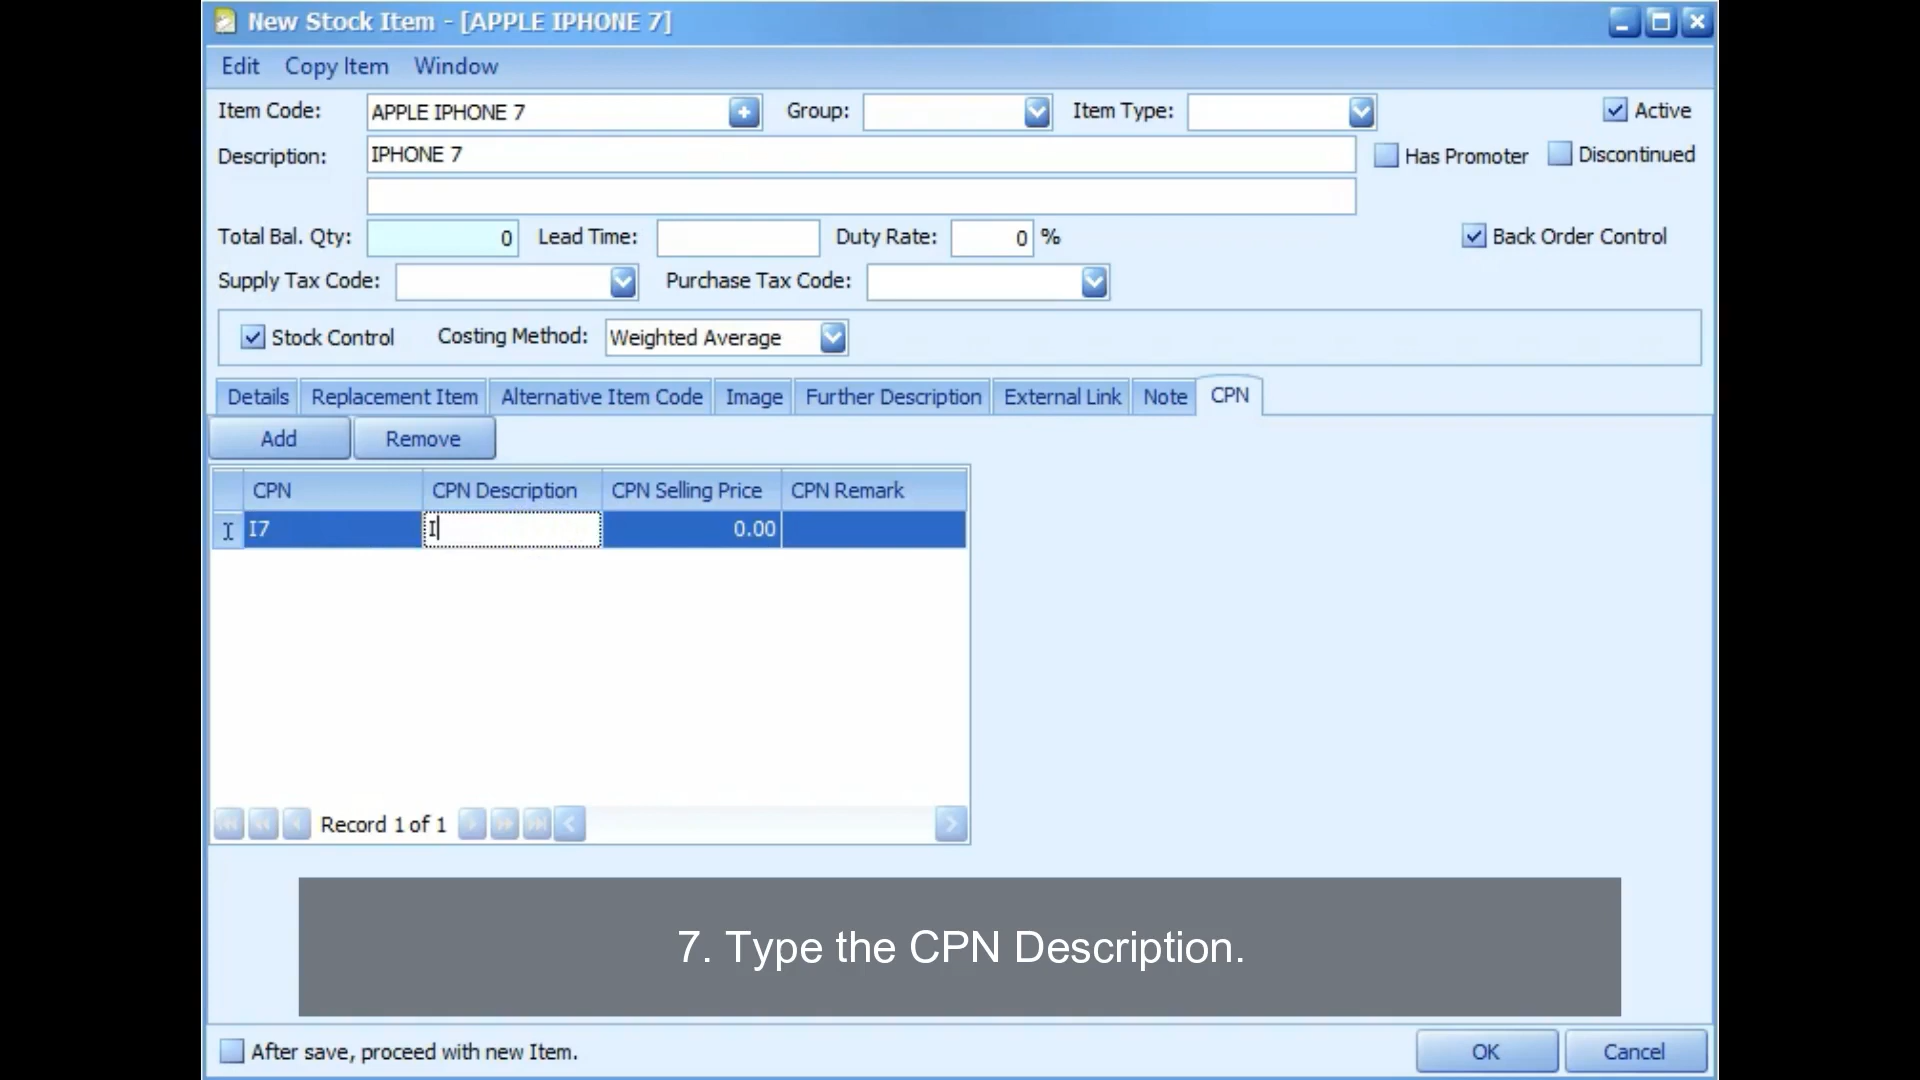 New Stock Item - [APPLE IPHONE 7]
Edit Copy Item Window
Item Code: APPLE IPHONE 7 Group: Item Type: Active
Description: IPHONE 7 Has Promoter Discontinued
Total Bal. Qty: 0 Lead Time: Duty Rate: 0 % Back Order Control
Supply Tax Code: Purchase Tax Code:
Stock Control Costing Method: Weighted Average
Details Replacement Item Alternative Item Code Image Further Description External Link Note CPN
Add Remove
CPN CPN Description CPN Selling Price CPN Remark
I7 I 0.00
Record 1 of 1
7. Type the CPN Description.
After save, proceed with new Item. OK Cancel